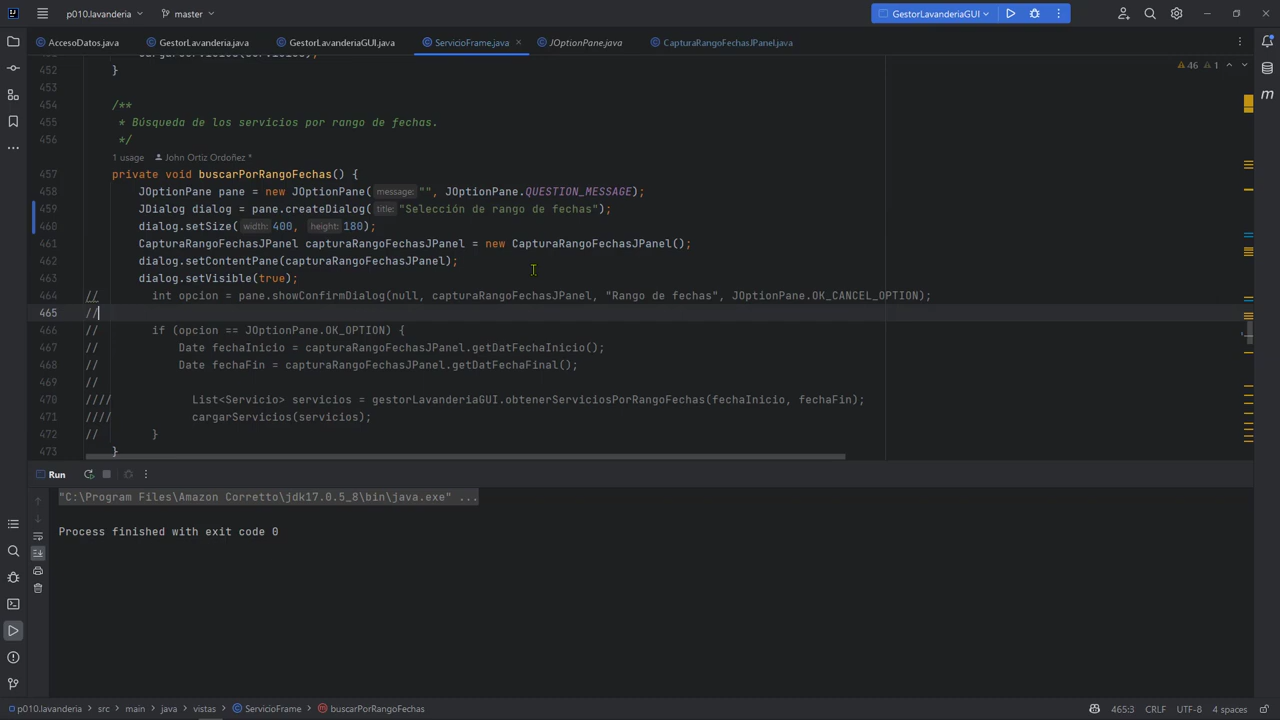 p010.lavanderia
master
GestorLavanderiaGUI
AccesoDatos.java
GestorLavanderia.java
GestorLavanderiaGUI.java
ServicioFrame.java
JOptionPane.java
CapturaRangoFechasJPanel.java
46
1
452 }
453
454 /**
455 * Búsqueda de los servicios por rango de fechas.
456 */
1 usage John Ortiz Ordoñez *
457 private void buscarPorRangoFechas() {
458 JOptionPane pane = new JOptionPane( message: "", JOptionPane.QUESTION_MESSAGE);
459 JDialog dialog = pane.createDialog( title: "Selección de rango de fechas");
460 dialog.setSize( width: 400, height: 180);
461 CapturaRangoFechasJPanel capturaRangoFechasJPanel = new CapturaRangoFechasJPanel();
462 dialog.setContentPane(capturaRangoFechasJPanel);
463 dialog.setVisible(true);
464 // int opcion = pane.showConfirmDialog(null, capturaRangoFechasJPanel, "Rango de fechas", JOptionPane.OK_CANCEL_OPTION);
465 //
466 // if (opcion == JOptionPane.OK_OPTION) {
467 // Date fechaInicio = capturaRangoFechasJPanel.getDatFechaInicio();
468 // Date fechaFin = capturaRangoFechasJPanel.getDatFechaFinal();
469 //
470 //// List<Servicio> servicios = gestorLavanderiaGUI.obtenerServiciosPorRangoFechas(fechaInicio, fechaFin);
471 //// cargarServicios(servicios);
472 // }
473 }
Run
"C:\Program Files\Amazon Corretto\jdk17.0.5_8\bin\java.exe" ...
Process finished with exit code 0
p010.lavanderia > src > main > java > vistas > ServicioFrame > buscarPorRangoFechas
465:3 CRLF UTF-8 4 spaces